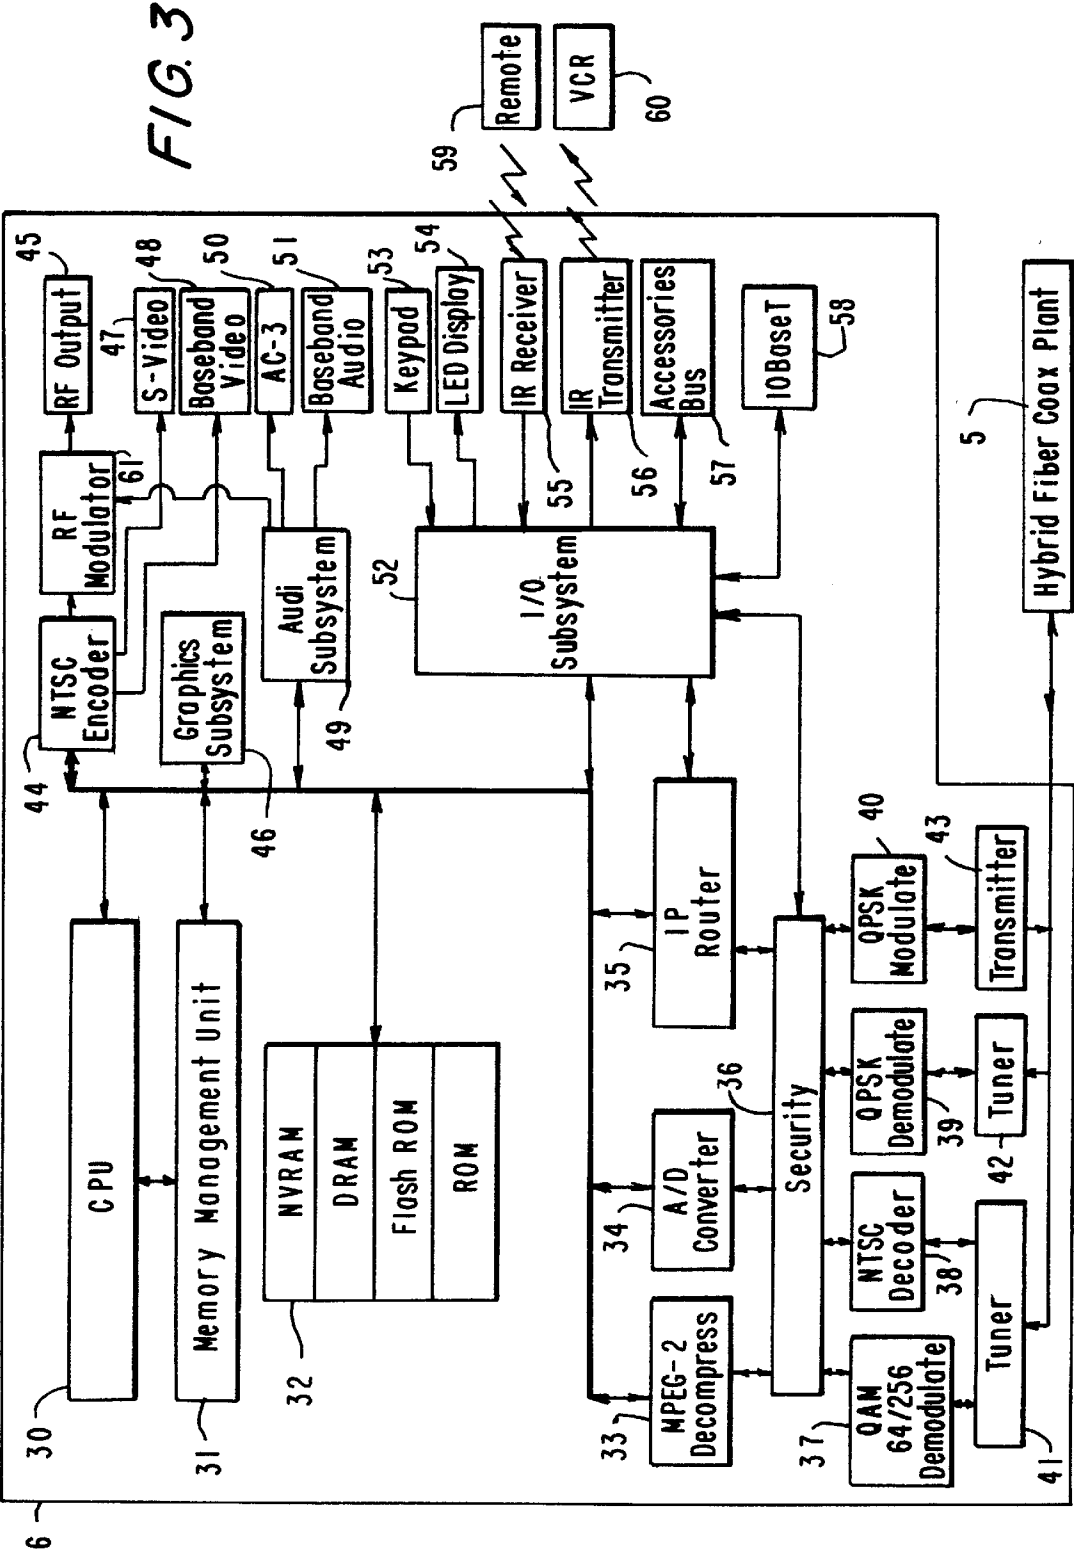 FIG. 3
6
30
CPU
31
Memory Management Unit
32
NVRAM
DRAM
Flash ROM
ROM
44
NTSC
Encoder
RF
Modulator
61
RF Output
45
47
S-Video
Baseband
Video
48
AC-3
50
Baseband
Audio
51
46
Graphics
Subsystem
49
Audi
Subsystem
52
I/O
Subsystem
Keypad
53
LED Display
54
IR Receiver
55
IR
Transmitter
56
Accessories
Bus
57
10BaseT
58
59
Remote
VCR
60
33
MPEG-2
Decompress
34
A/D
Converter
35
IP
Router
36
Security
37
QAM
64/256
Demodulate
NTSC
Decoder
38
QPSK
Demodulate
39
QPSK
Modulate
40
Tuner
41
Tuner
42
Transmitter
43
5
Hybrid Fiber Coax Plant